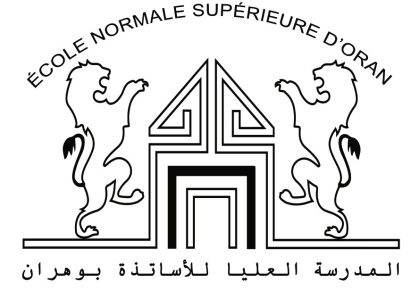 ÉCOLE NORMALE SUPÉRIEURE D'ORAN
المدرسة العليا للأساتذة بوهران